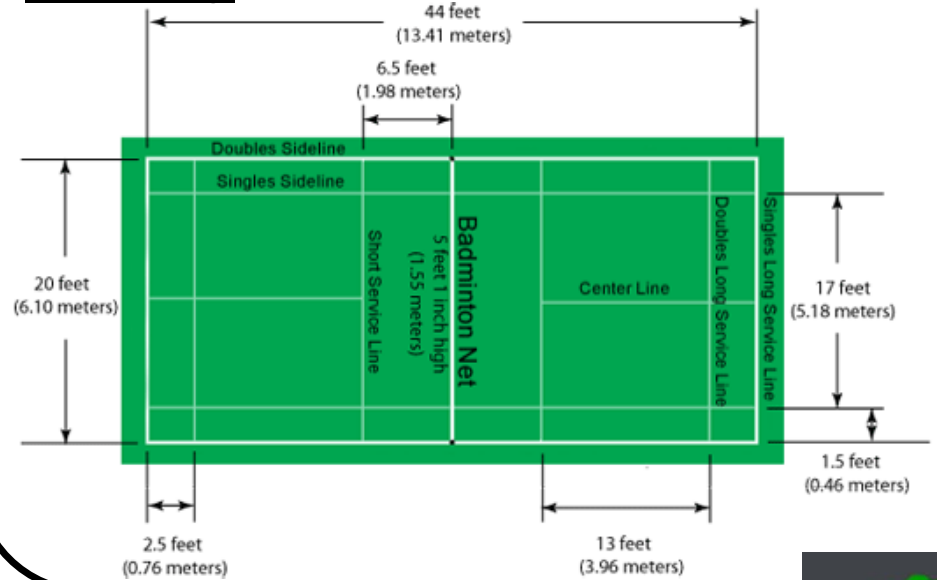 44 feet
(13.41 meters)
6.5 feet
(1.98 meters)
Doubles Sideline
Singles Sideline
20 feet
(6.10 meters)
Short Service Line
5 feet 1 inch high
(1.55 meters)
Badminton Net
Center Line
Doubles Long Service Line
Singles Long Service Line
17 feet
(5.18 meters)
1.5 feet
(0.46 meters)
2.5 feet
(0.76 meters)
13 feet
(3.96 meters)